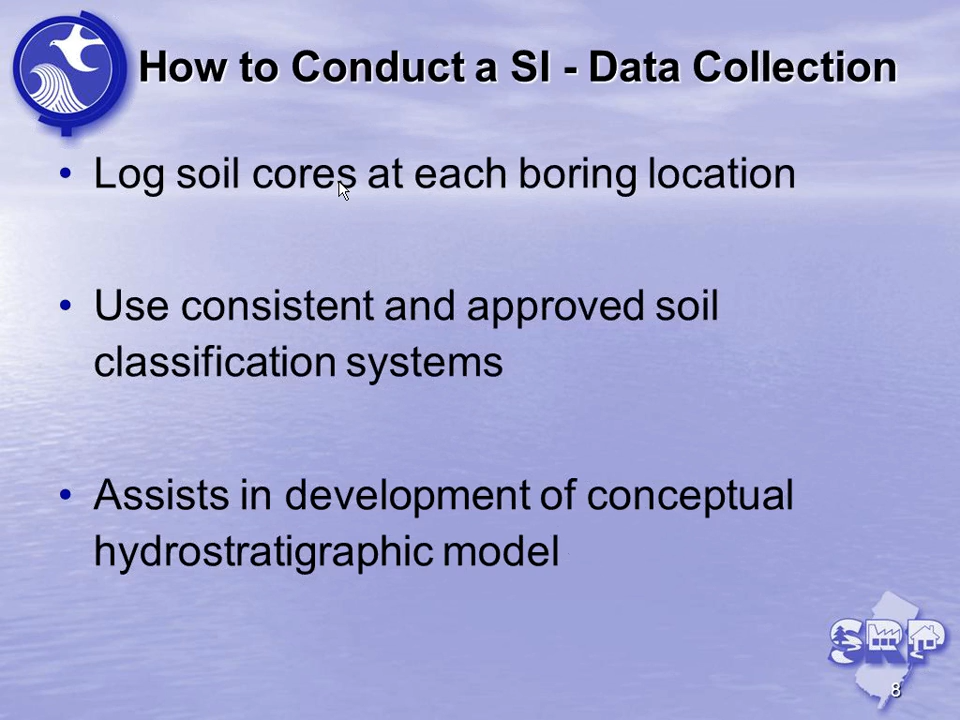 How to Conduct a SI - Data Collection
• Log soil cores at each boring location
• Use consistent and approved soil
classification systems
• Assists in development of conceptual
hydrostratigraphic model
SRP
8